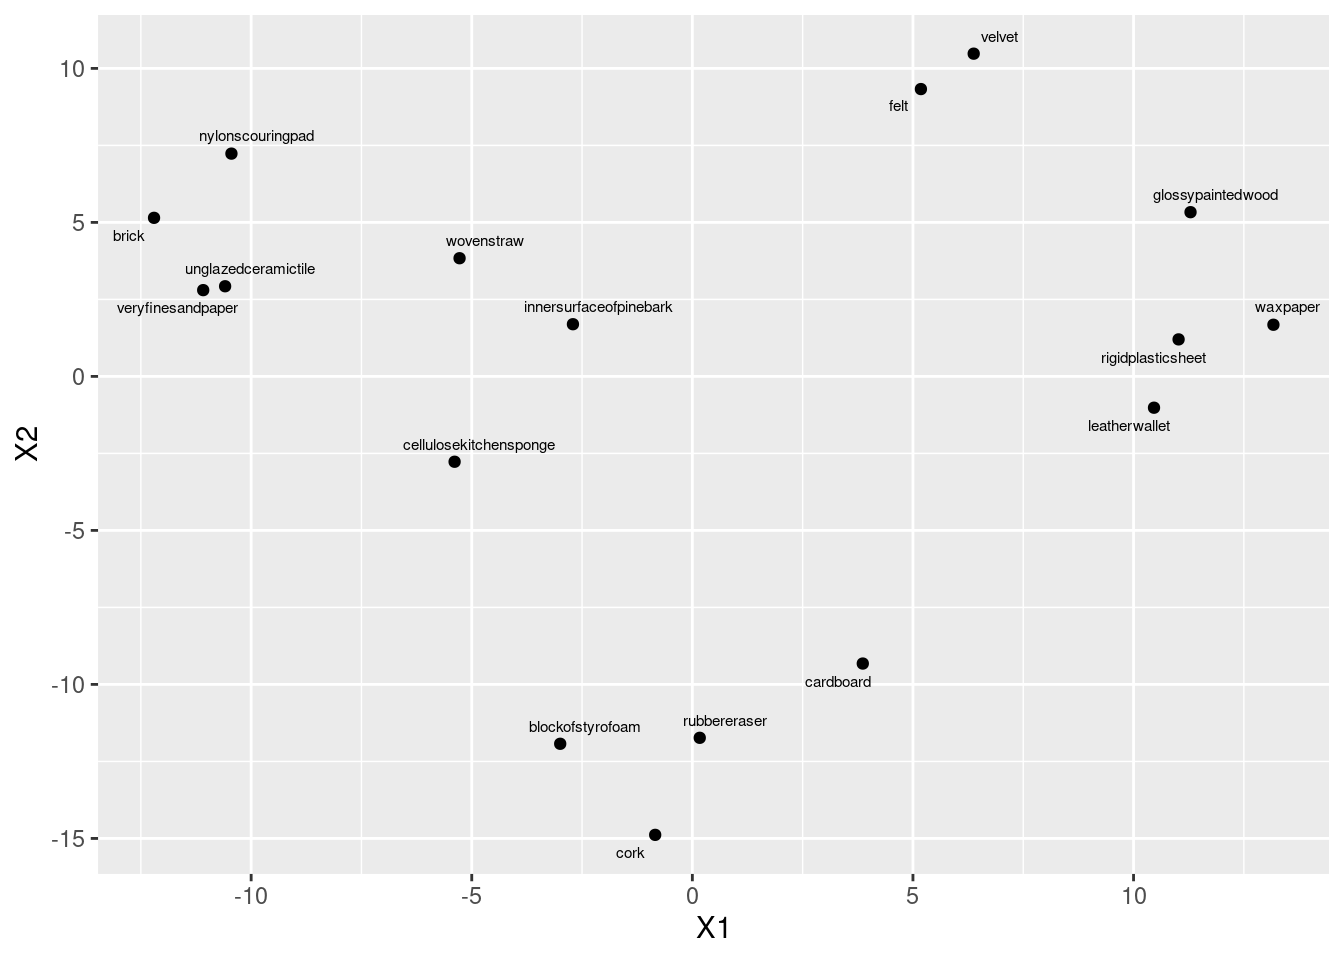 velvet
10
felt
nylonscouringpad
glossypaintedwood
5
brick
wovenstraw
unglazedceramictile
veryfinesandpaper
innersurfaceofpinebark
waxpaper
rigidplasticsheet
0
leatherwallet
X2
cellulosekitchensponge
-5
cardboard
-10
rubbereraser
blockofstyrofoam
-15
cork
-10 -5 0 5 10
X1